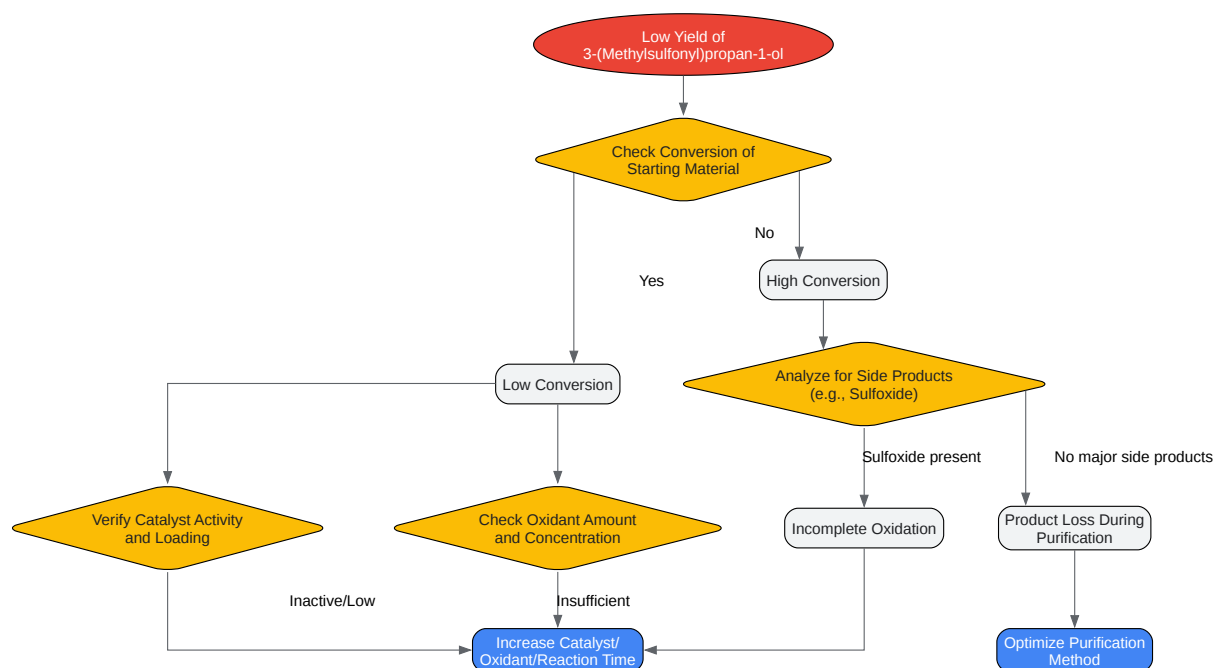 Low Yield of
3-(Methylsulfonyl)propan-1-ol
Check Conversion of
Starting Material
No
Yes
High Conversion
Low Conversion
Analyze for Side Products
(e.g., Sulfoxide)
Sulfoxide present
No major side products
Verify Catalyst Activity
and Loading
Check Oxidant Amount
and Concentration
Incomplete Oxidation
Product Loss During
Purification
Inactive/Low
Insufficient
Increase Catalyst/
Oxidant/Reaction Time
Optimize Purification
Method